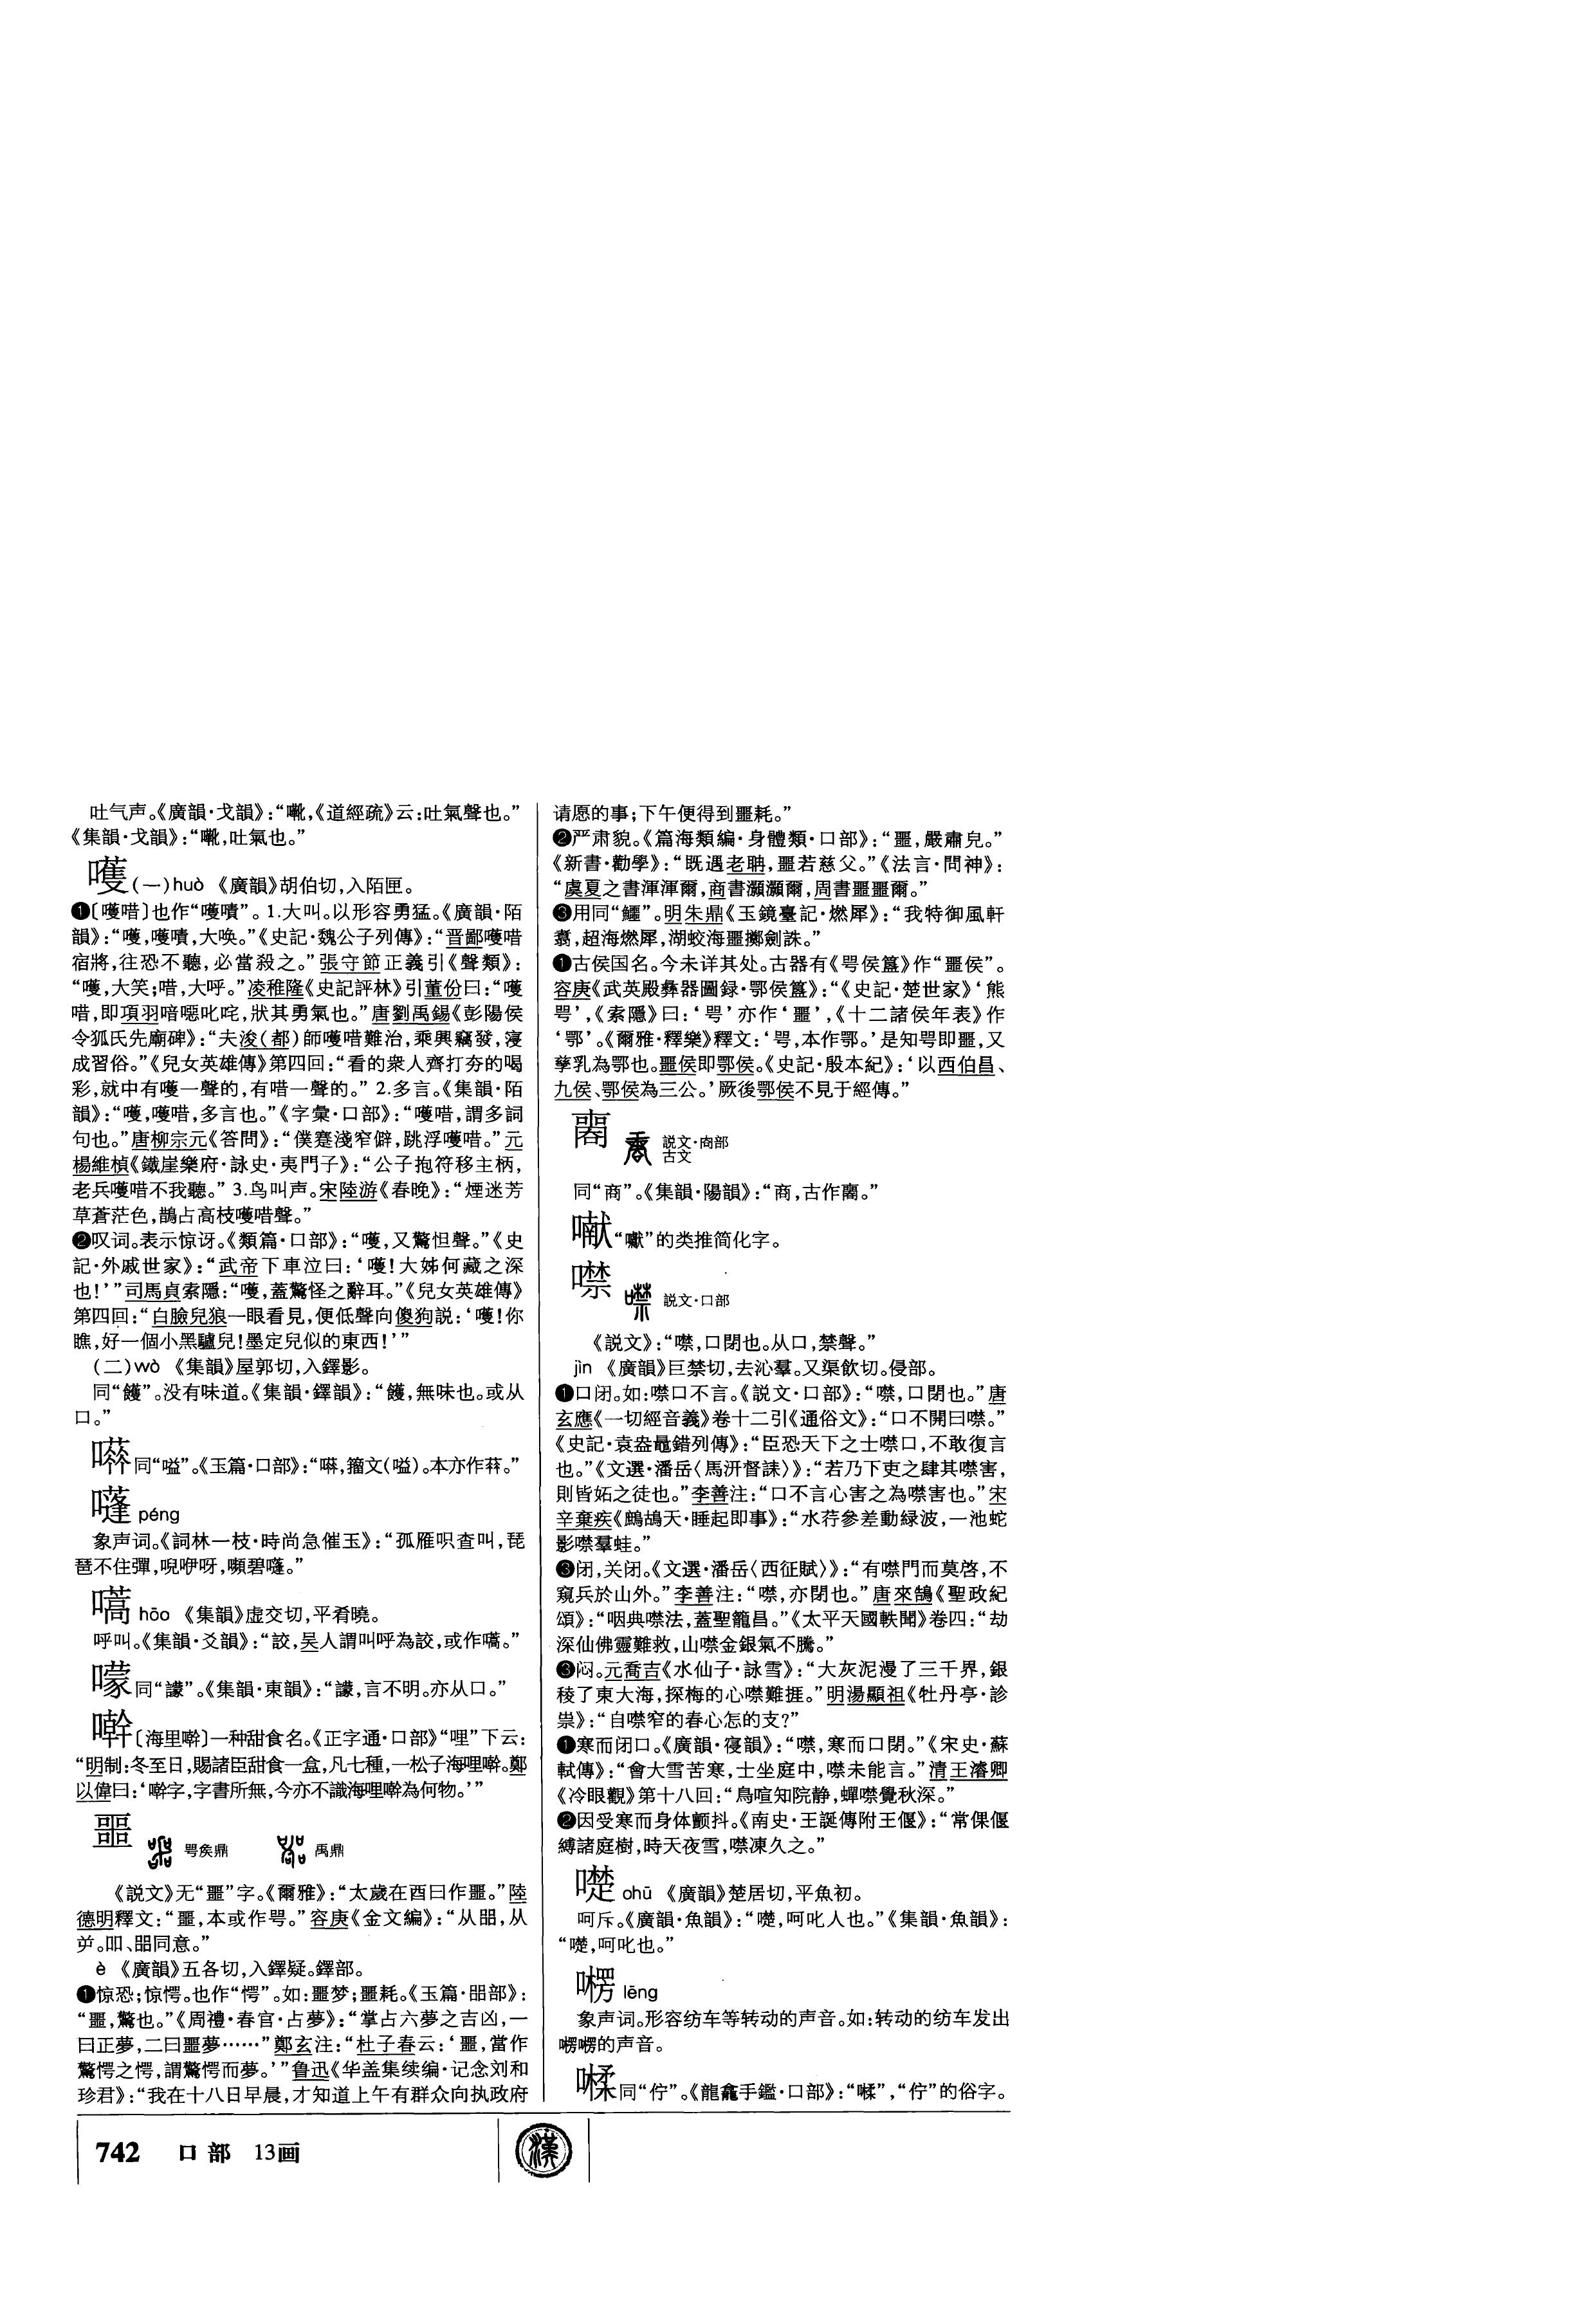 吐气声。《廣韻·戈韻》：“嚱，《道經疏》云：吐氣聲也。”
《集韻·戈韻》：“，吐氣也。”
嚄(一)huò 《廣韻》胡伯切，入陌匣。
❶〔嚄唶〕也作“嚄嘖”。1.大叫。以形容勇猛。《廣韻·陌
韻》：“嚄，嚄嘖，大唤。”《史記·魏公子列傳》：“晋鄙嚄唶
宿將，往恐不聽，必當殺之。”張守節正義引《聲類》：
“嚄，大笑；唶，大呼。”凌稚隆《史記評林》引董份曰：“嚄
唶，即項羽喑噁叱咤，狀其勇氣也。”唐劉禹錫《彭陽侯
令狐氏先廟碑》：“夫浚(都)師嚄唶難治，乘興竊發，寖
成習俗。”《兒女英雄傳》第四回：“看的衆人齊打夯的喝
彩，就中有嚄一聲的，有唶一聲的。” 2.多言。《集韻·陌
韻》：“嚄，嚄唶，多言也。”《字彙·口部》：“嚄唶，謂多詞
句也。”唐柳宗元《答問》：“僕蹇淺窄僻，跳浮嚄唶。”元
楊維楨《鐵崖樂府·詠史·夷門子》：“公子抱符移主柄，
老兵嚄唶不我聽。” 3.鸟叫声。宋陸游《春晚》：“煙迷芳
草蒼茫色，鵲占高枝嚄唶聲。”
❷叹词。表示惊讶。《類篇·口部》：“嚄，又驚怛聲。”《史
記·外戚世家》：“武帝下車泣曰：‘嚄！大姊何藏之深
也！’”司馬貞索隱：“嚄，蓋驚怪之辭耳。”《兒女英雄傳》
第四回：“白臉兒狼一眼看見，便低聲向傻狗説：‘嚄！你
瞧，好一個小黑驢兒！墨定兒似的東西！’”
(二)wò 《集韻》屋郭切，入鐸影。
同“䪝”。没有味道。《集韻·鐸韻》：“，無味也。或从
口。”
同“嗌”。《玉篇·口部》：“，籀文(嗌)。本亦作。”
péng
象声词。《詞林一枝·時尚急催玉》：“孤雁呮查叫，琵
琶不住彈，唲咿呀，嚬碧。”
嚆 hāo 《集韻》虚交切，平肴曉。
呼叫。《集韻·爻韻》：“詨，吴人謂叫呼為詨，或作嚆。”
嚎同“䜓”。《集韻·東韻》：“，言不明。亦从口。”
〔海里〕一种甜食名。《正字通·口部》“哩”下云：
“明制：冬至日，賜諸臣甜食一盒，凡七種，一松子海哩。鄭
以偉曰：‘字，字書所無，今亦不識海哩為何物。’”
噩 咢矦鼎 禹鼎
《説文》无“噩”字。《爾雅》：“太歲在酉曰作噩。”陸
德明釋文：“噩，本或作咢。”容庚《金文編》：“从㗊，从
屰。吅、㗊同意。”
è 《廣韻》五各切，入鐸疑。鐸部。
❶惊恐；惊愕。也作“愕”。如：噩梦；噩耗。《玉篇·㗊部》：
“噩，驚也。”《周禮·春官·占夢》：“掌占六夢之吉凶，一
曰正夢，二曰噩夢……”鄭玄注：“杜子春云：‘噩，當作
驚愕之愕，謂驚愕而夢。’”鲁迅《华盖集续编·记念刘和
珍君》：“我在十八日早晨，才知道上午有群众向执政府
请愿的事；下午便得到噩耗。”
❷严肃貌。《篇海類編·身體類·口部》：“噩，嚴肅皃。”
《新書·勸學》：“既遇老聃，噩若慈父。”《法言·問神》：
“虞夏之書渾渾爾，商書灝灝爾，周書噩噩爾。”
❸用同“鱷”。明朱鼎《玉鏡臺記·燃犀》：“我特御風軒
翥，超海燃犀，湖蛟海噩擲劍誅。”
❶古侯国名。今未详其处。古器有《咢侯簋》作“噩侯”。
容庚《武英殿彝器圖録·鄂侯簋》：“《史記·楚世家》‘熊
咢’，《索隱》曰：‘咢’亦作‘噩’，《十二諸侯年表》作
‘鄂’。《爾雅·釋樂》釋文：‘咢，本作鄂。’是知咢即噩，又
孳乳為鄂也。噩侯即鄂侯。《史記·殷本紀》：‘以西伯昌、
九侯、鄂侯為三公。’厥後鄂侯不見于經傳。”
説文·㕯部
古文
同“商”。《集韻·陽韻》：“商，古作。”
“囐”的类推简化字。
噤 説文·口部
《説文》：“噤，口閉也。从口，禁聲。”
jìn 《廣韻》巨禁切，去沁羣。又渠飲切。侵部。
❶口闭。如：噤口不言。《説文·口部》：“噤，口閉也。”唐
玄應《一切經音義》卷十二引《通俗文》：“口不開曰噤。”
《史記·袁盎鼂錯列傳》：“臣恐天下之士噤口，不敢復言
也。”《文選·潘岳〈馬汧督誄〉》：“若乃下吏之肆其噤害，
則皆妬之徒也。”李善注：“口不言心害之為噤害也。”宋
辛棄疾《鷓鴣天·睡起即事》：“水荇參差動緑波，一池蛇
影噤羣蛙。”
❸闭，关闭。《文選·潘岳〈西征賦〉》：“有噤門而莫啓，不
窺兵於山外。”李善注：“噤，亦閉也。”唐來鵠《聖政紀
頌》：“咽典噤法，蓋聖籠昌。”《太平天國軼聞》卷四：“劫
深仙佛靈難救，山噤金銀氣不騰。”
❸闷。元喬吉《水仙子·詠雪》：“大灰泥漫了三千界，銀
稜了東大海，探梅的心噤難捱。”明湯顯祖《牡丹亭·診
祟》：“自噤窄的春心怎的支？”
❶寒而闭口。《廣韻·寑韻》：“噤，寒而口閉。”《宋史·蘇
軾傳》：“會大雪苦寒，士坐庭中，噤未能言。”清王濬卿
《冷眼觀》第十八回：“鳥喧知院静，蟬噤覺秋深。”
❷因受寒而身体颤抖。《南史·王誕傳附王偃》：“常倮偃
縛諸庭樹，時天夜雪，噤凍久之。”
 ohū 《廣韻》楚居切，平魚初。
呵斥。《廣韻·魚韻》：“，呵叱人也。”《集韻·魚韻》：
“，呵叱也。”
lēng
象声词。形容纺车等转动的声音。如：转动的纺车发出
的声音。
同“佇”。《龍龕手鑑·口部》：“”，“佇”的俗字。
742 口部 13画
漢